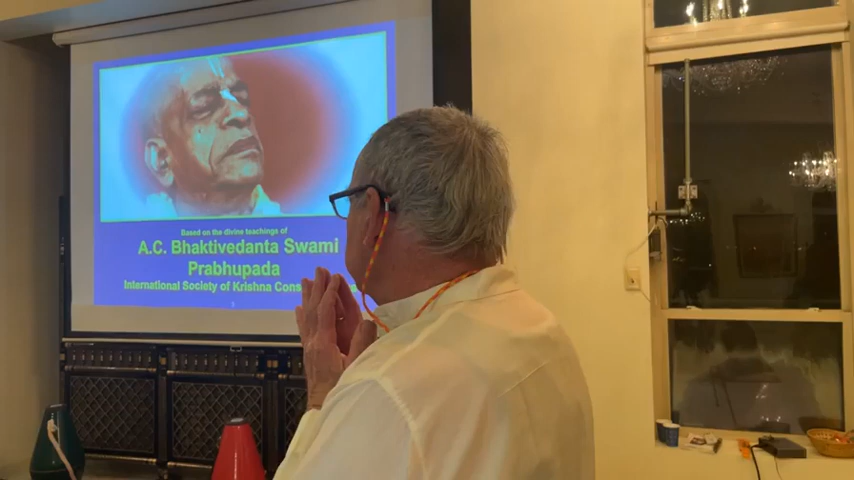 Based on the divine teachings of
A.C. Bhaktivedanta Swami
Prabhupada
International Society of Krishna